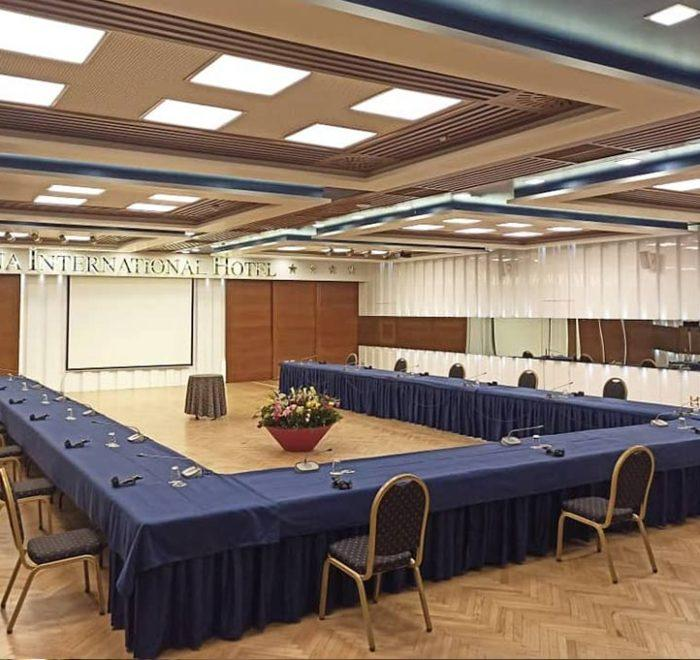 International Hotel ★ ★ ★ ★